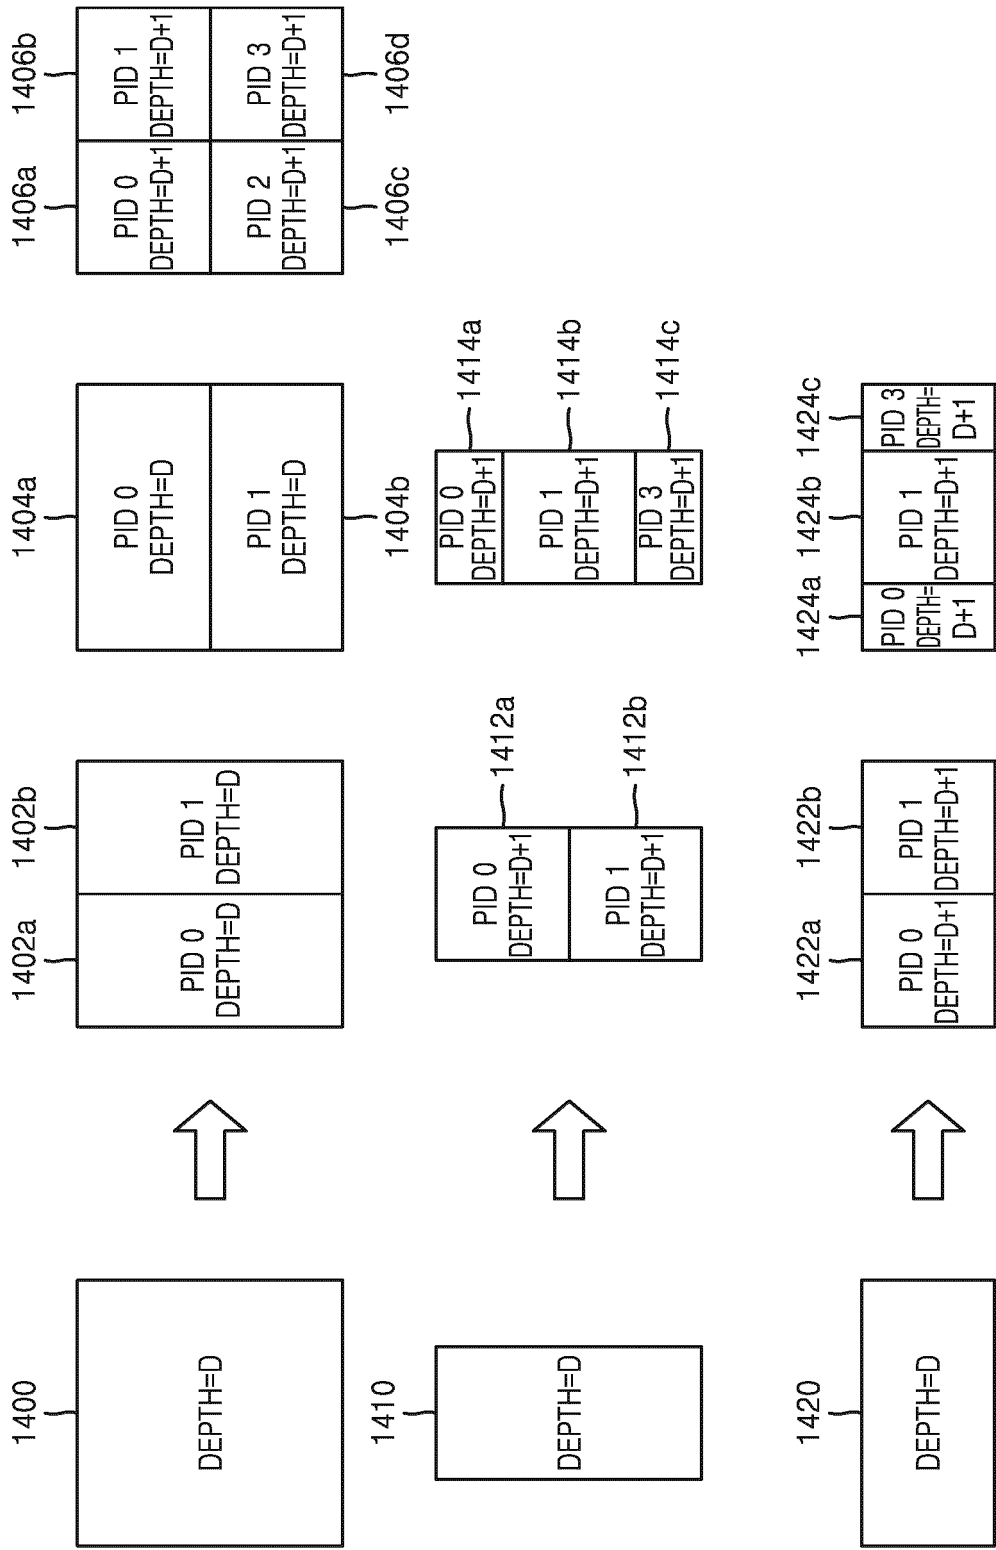 1400
DEPTH=D
1402a
1402b
PID 0
DEPTH=D
PID 1
DEPTH=D
1404a
PID 0
DEPTH=D
PID 1
DEPTH=D
1404b
1406a
1406b
PID 0
DEPTH=D+1
PID 1
DEPTH=D+1
PID 2
DEPTH=D+1
PID 3
DEPTH=D+1
1406c
1406d
1410
DEPTH=D
PID 0
DEPTH=D+1
1412a
PID 1
DEPTH=D+1
1412b
PID 0
DEPTH=D+1
1414a
PID 1
DEPTH=D+1
1414b
PID 3
DEPTH=D+1
1414c
1420
DEPTH=D
1422a
1422b
PID 0
DEPTH=D+1
PID 1
DEPTH=D+1
1424a
1424b
1424c
PID 0
DEPTH=
D+1
PID 1
DEPTH=D+1
PID 3
DEPTH=
D+1